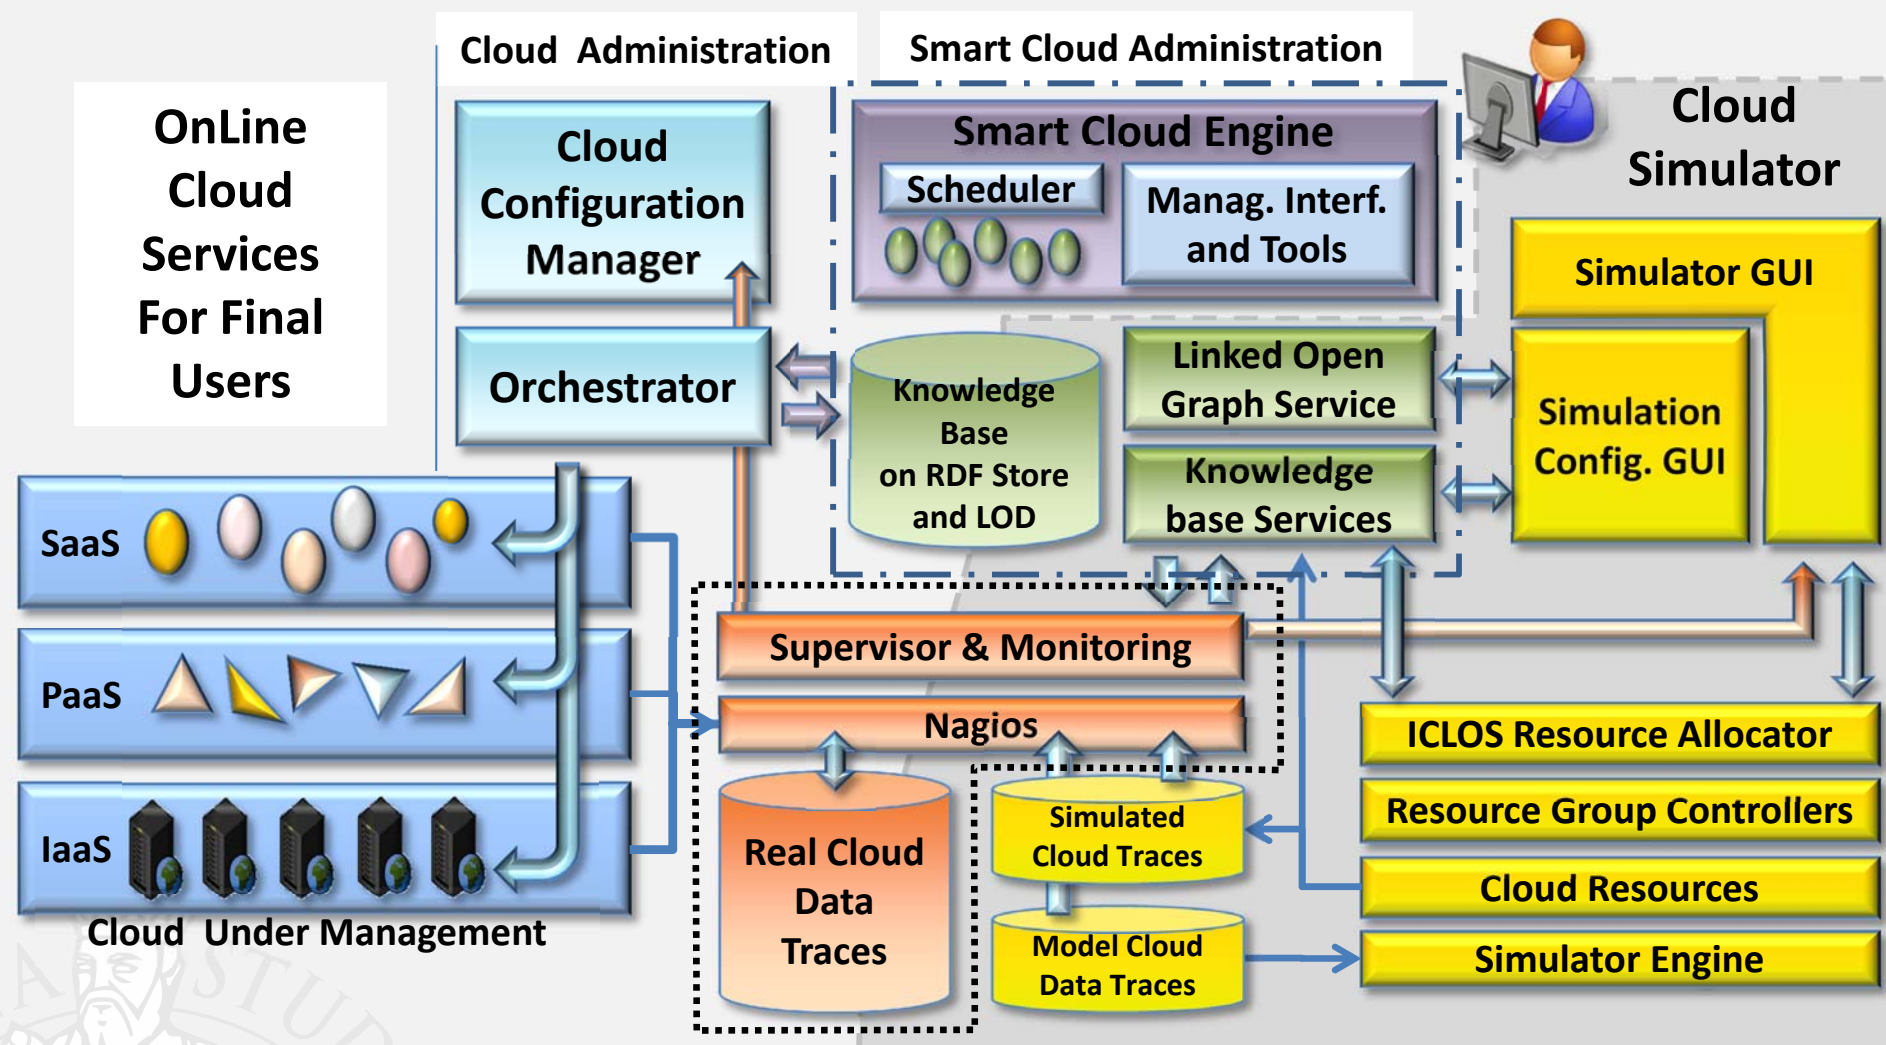 Cloud Administration
Smart Cloud Administration
OnLine
Cloud
Services
For Final
Users
Cloud
Configuration
Manager
Orchestrator
Smart Cloud Engine
Scheduler
Manag. Interf.
and Tools
Knowledge
Base
on RDF Store
and LOD
Linked Open
Graph Service
Knowledge
base Services
Cloud
Simulator
Simulator GUI
Simulation
Config. GUI
SaaS
PaaS
IaaS
Cloud Under Management
Supervisor & Monitoring
Nagios
Real Cloud
Data
Traces
Simulated
Cloud Traces
Model Cloud
Data Traces
ICLOS Resource Allocator
Resource Group Controllers
Cloud Resources
Simulator Engine